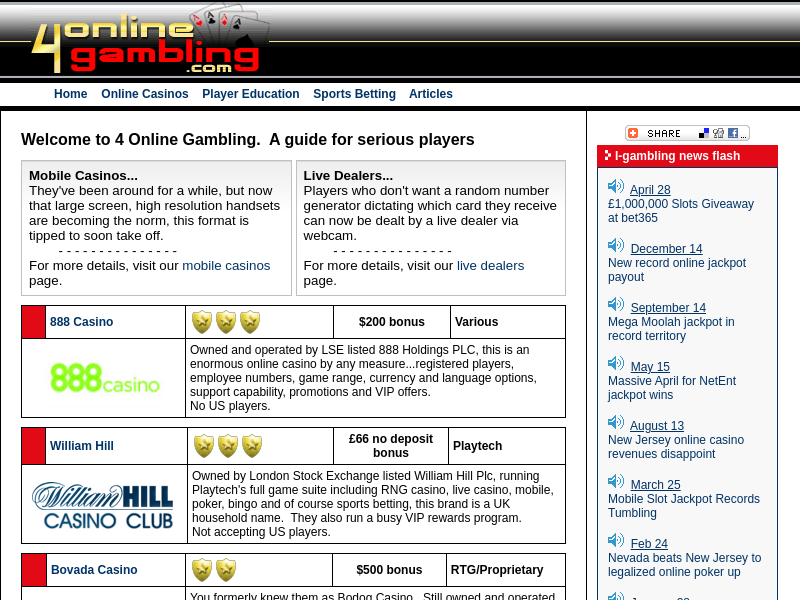 4online
gambling
.com
Home Online Casinos Player Education Sports Betting Articles
Welcome to 4 Online Gambling.  A guide for serious players
Mobile Casinos...
They've been around for a while, but now
that large screen, high resolution handsets
are becoming the norm, this format is
tipped to soon take off.
- - - - - - - - - - - - - - -
For more details, visit our mobile casinos
page.
Live Dealers...
Players who don't want a random number
generator dictating which card they receive
can now be dealt by a live dealer via
webcam.
- - - - - - - - - - - - - - -
For more details, visit our live dealers
page.
888 Casino $200 bonus Various
888casino
Owned and operated by LSE listed 888 Holdings PLC, this is an
enormous online casino by any measure...registered players,
employee numbers, game range, currency and language options,
support capability, promotions and VIP offers.
No US players.
William Hill £66 no deposit bonus Playtech
William HILL
CASINO CLUB
Owned by London Stock Exchange listed William Hill Plc, running
Playtech's full game suite including RNG casino, live casino, mobile,
poker, bingo and of course sports betting, this brand is a UK
household name.  They also run a busy VIP rewards program.
Not accepting US players.
Bovada Casino $500 bonus RTG/Proprietary
You formerly knew them as Bodog Casino.  Still owned and operated
SHARE ...
I-gambling news flash
April 28
£1,000,000 Slots Giveaway
at bet365
December 14
New record online jackpot
payout
September 14
Mega Moolah jackpot in
record territory
May 15
Massive April for NetEnt
jackpot wins
August 13
New Jersey online casino
revenues disappoint
March 25
Mobile Slot Jackpot Records
Tumbling
Feb 24
Nevada beats New Jersey to
legalized online poker up